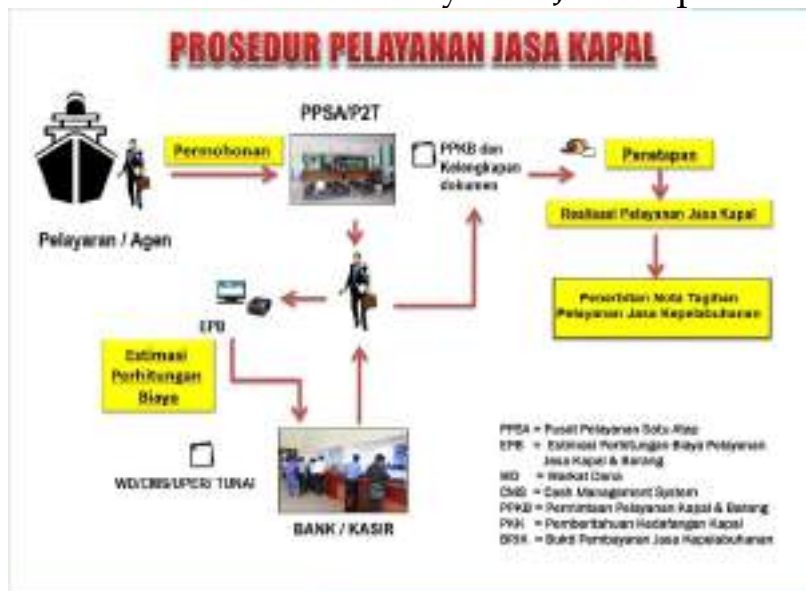 PROSEDUR PELAYANAN JASA KAPAL
PPSA/P2T
Permohonan
PPKB dan
Kelengkapan
dokumen
Penetapan
Pelayaran / Agen
Realisasi Pelayanan Jasa Kapal
EPB
Penerbitan Nota Tagihan
Pelayanan Jasa Kepelabuhanan
Estimasi
Perhitungan
Biaya
WD/CMS/UPER/ TUNAI
BANK / KASIR
PPSA = Pusat Pelayanan Satu Atap
EPB = Estimasi Perhitungan Biaya Pelayanan
Jasa Kapal & Barang
WD = Warkat Dana
CMS = Cash Management System
PPKB = Permintaan Pelayanan Kapal & Barang
PKK = Pemberitahuan Kedatangan Kapal
= Bukti Pembayaran Jasa Kepelabuhanan